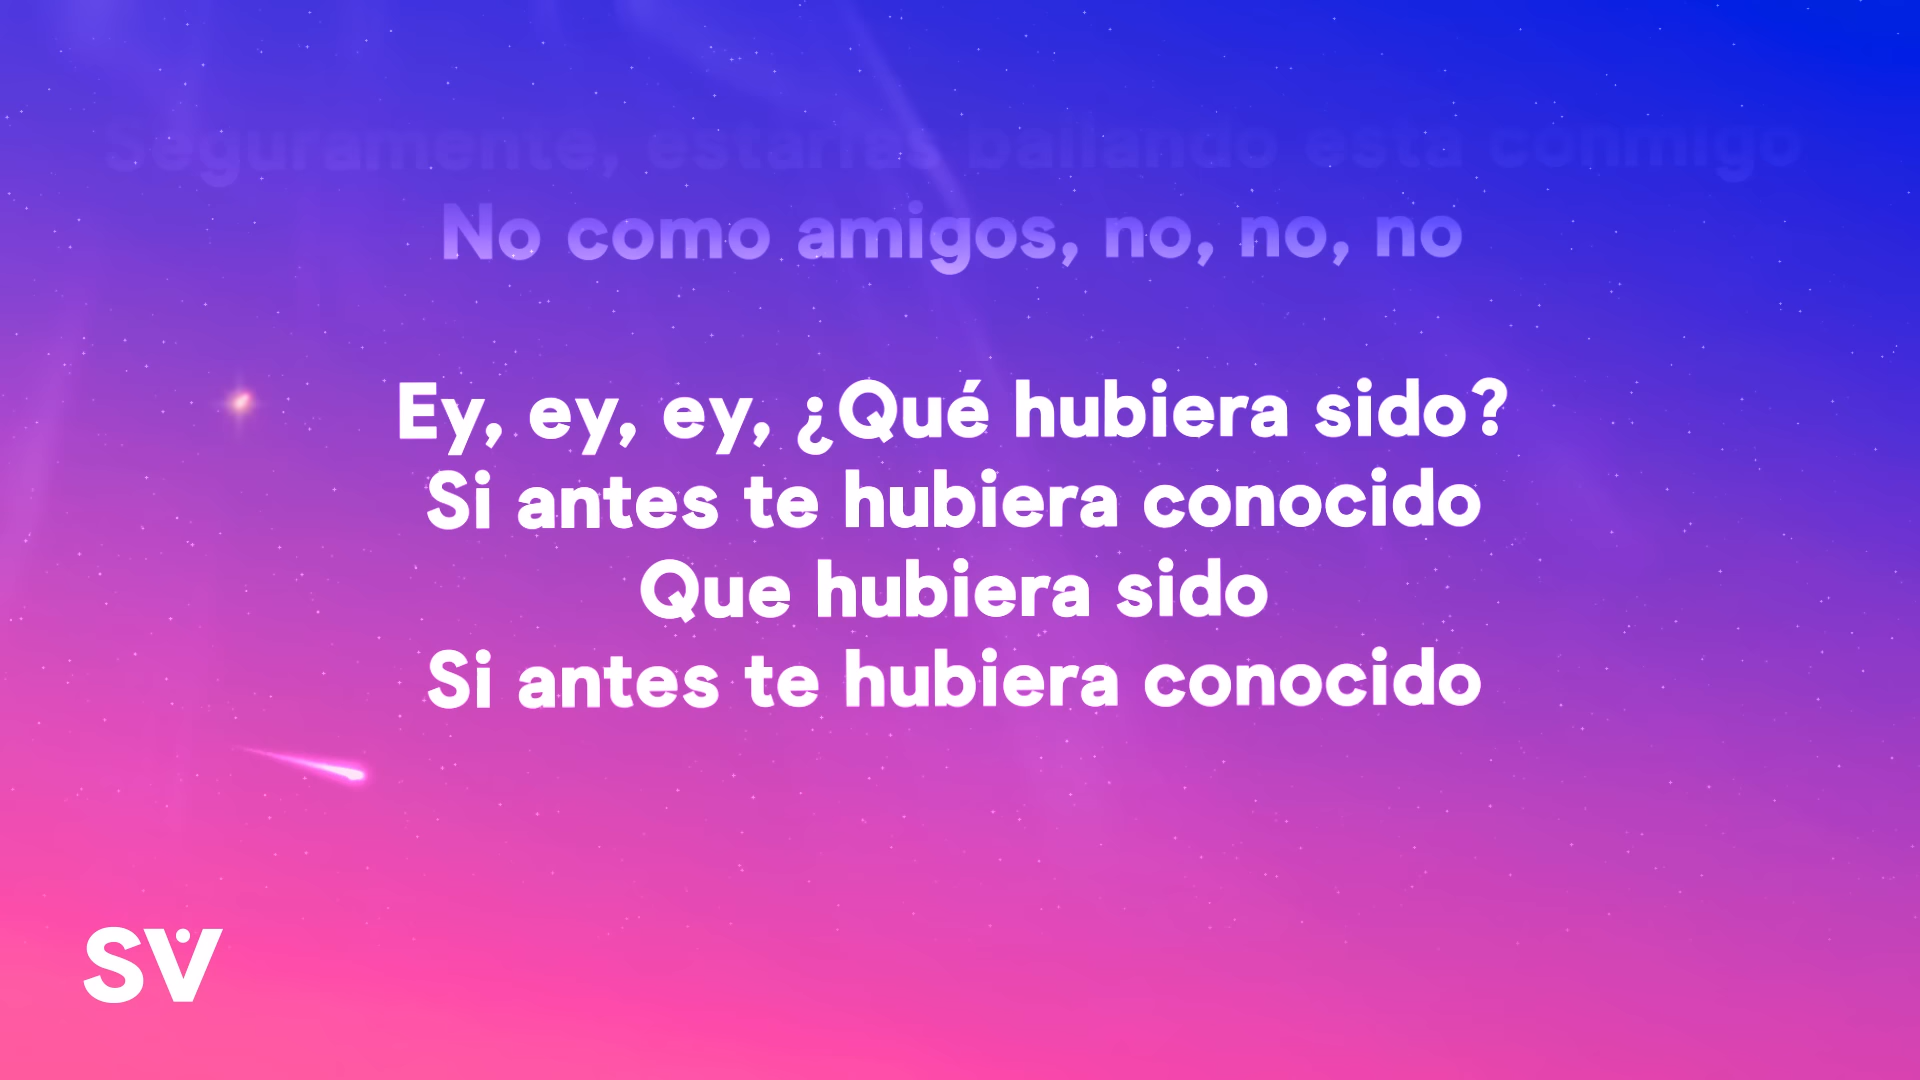 Seguramente, estarías bailando esta conmigo
No como amigos, no, no, no
Ey, ey, ey, ¿Qué hubiera sido?
Si antes te hubiera conocido
Que hubiera sido
Si antes te hubiera conocido
SV